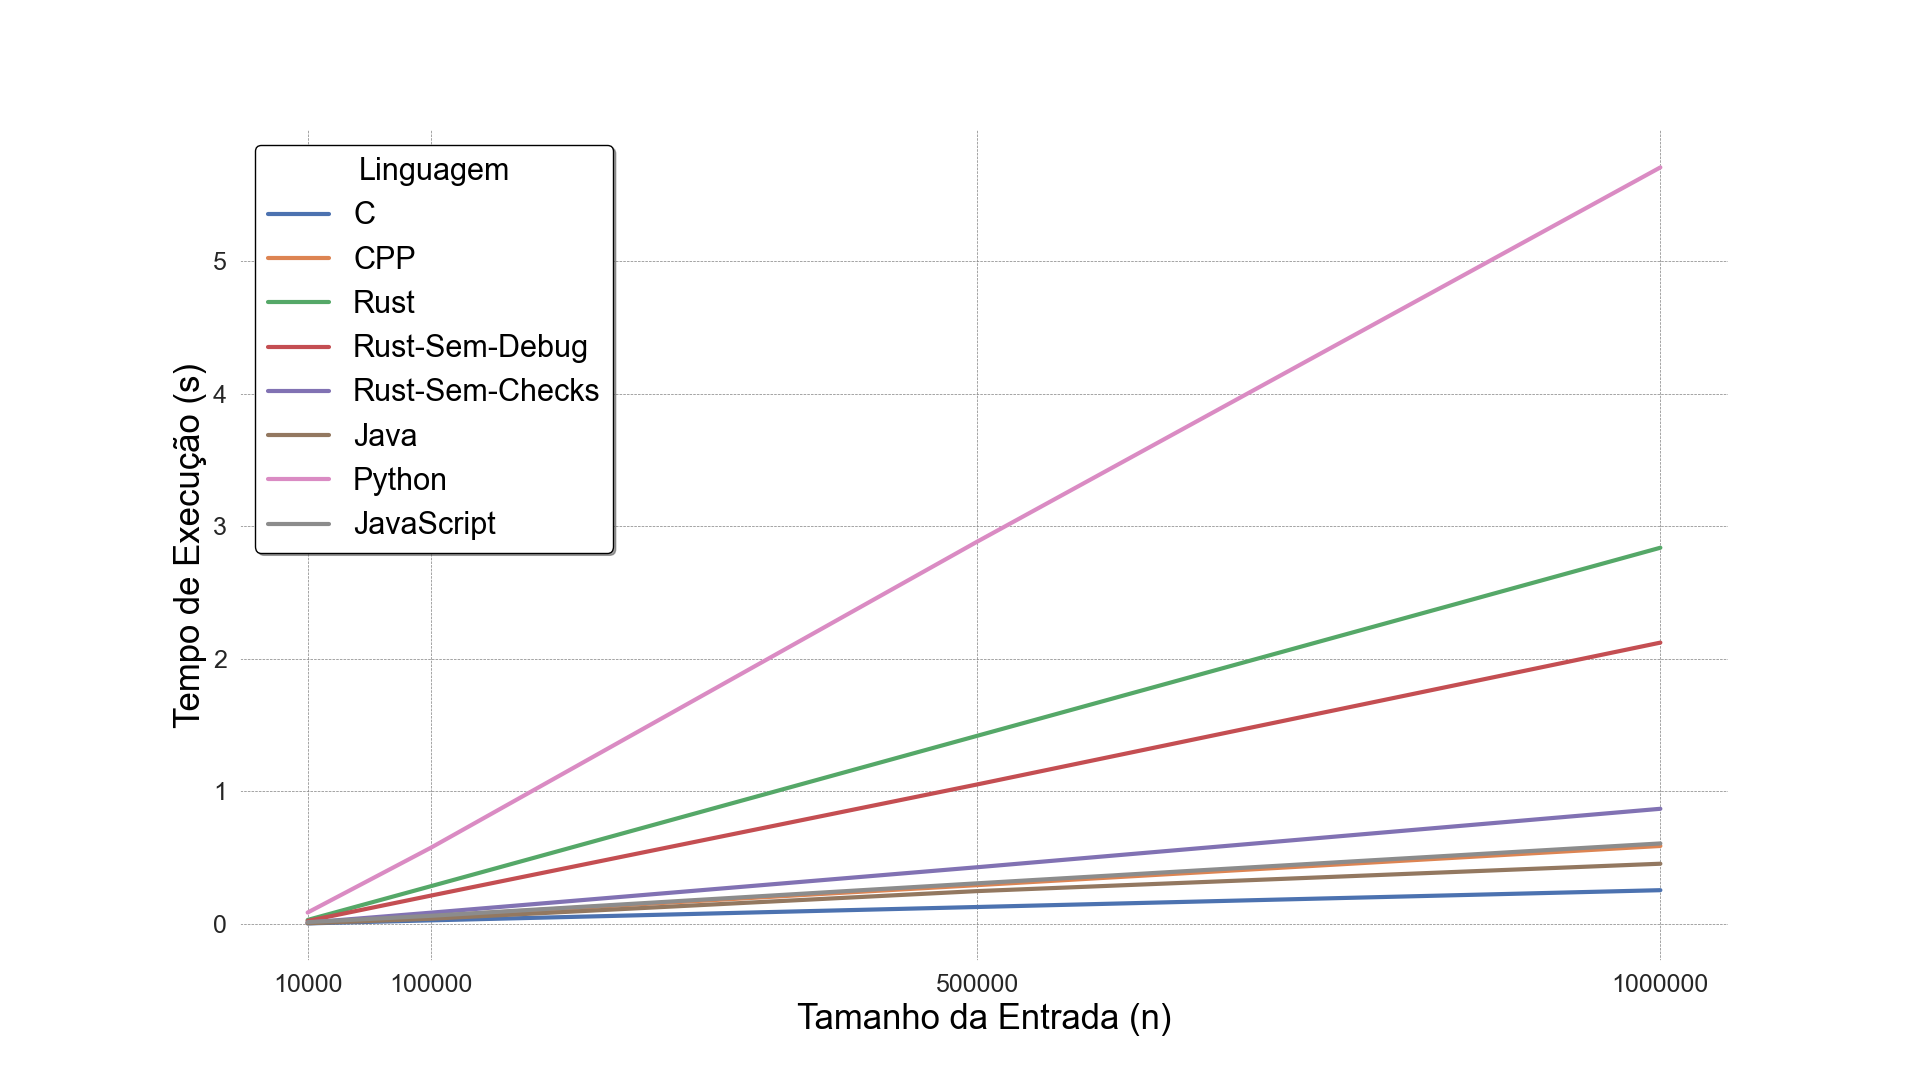 Linguagem
C
CPP
Rust
Rust-Sem-Debug
Rust-Sem-Checks
Java
Python
JavaScript
Tempo de Execução (s)
5
4
3
2
1
0
10000 100000 500000 1000000
Tamanho da Entrada (n)